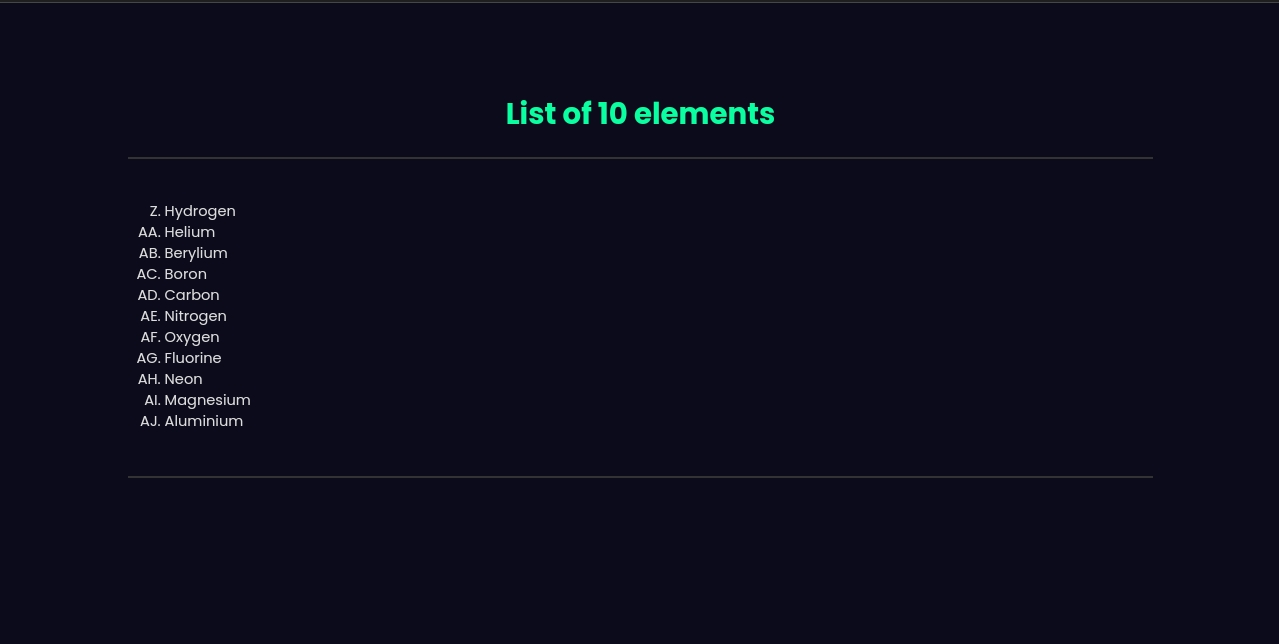 List of 10 elements
Z. Hydrogen
AA. Helium
AB. Berylium
AC. Boron
AD. Carbon
AE. Nitrogen
AF. Oxygen
AG. Fluorine
AH. Neon
AI. Magnesium
AJ. Aluminium